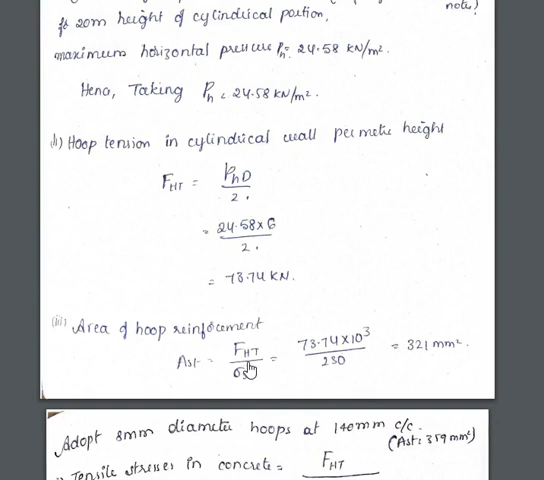 for 20m height of cylindrical portion,
note)
maximum horizontal pressure Ph = 24.58 KN/m².
Hence, Taking Ph = 24.58 KN/m².
ii) Hoop tension in cylindrical wall per metre height
FHT = PhD / 2.
= 24.58 x 6 / 2.
= 73.74 KN.
(iii) Area of hoop reinforcement
Ast = FHT / σ = 73.74 x 10³ / 230 = 321 mm².
Adopt 8mm diameter hoops at 140mm c/c.
(Ast: 359 mm²)
Tensile stresses in concrete = FHT